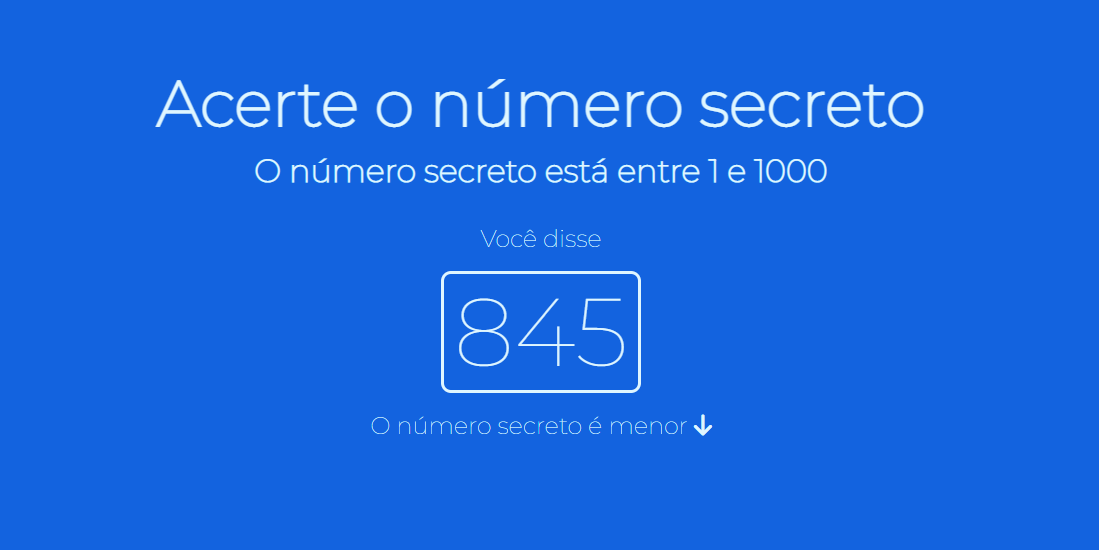 Acerte o número secreto
O número secreto está entre 1 e 1000
Você disse
845
O número secreto é menor